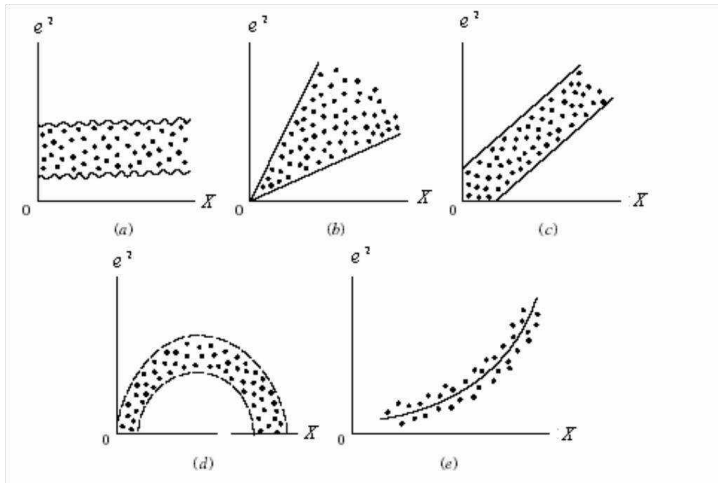 e² e² e²
0 X 0 X 0 X
(a) (b) (c)
e² e²
0 X 0 X
(d) (e)